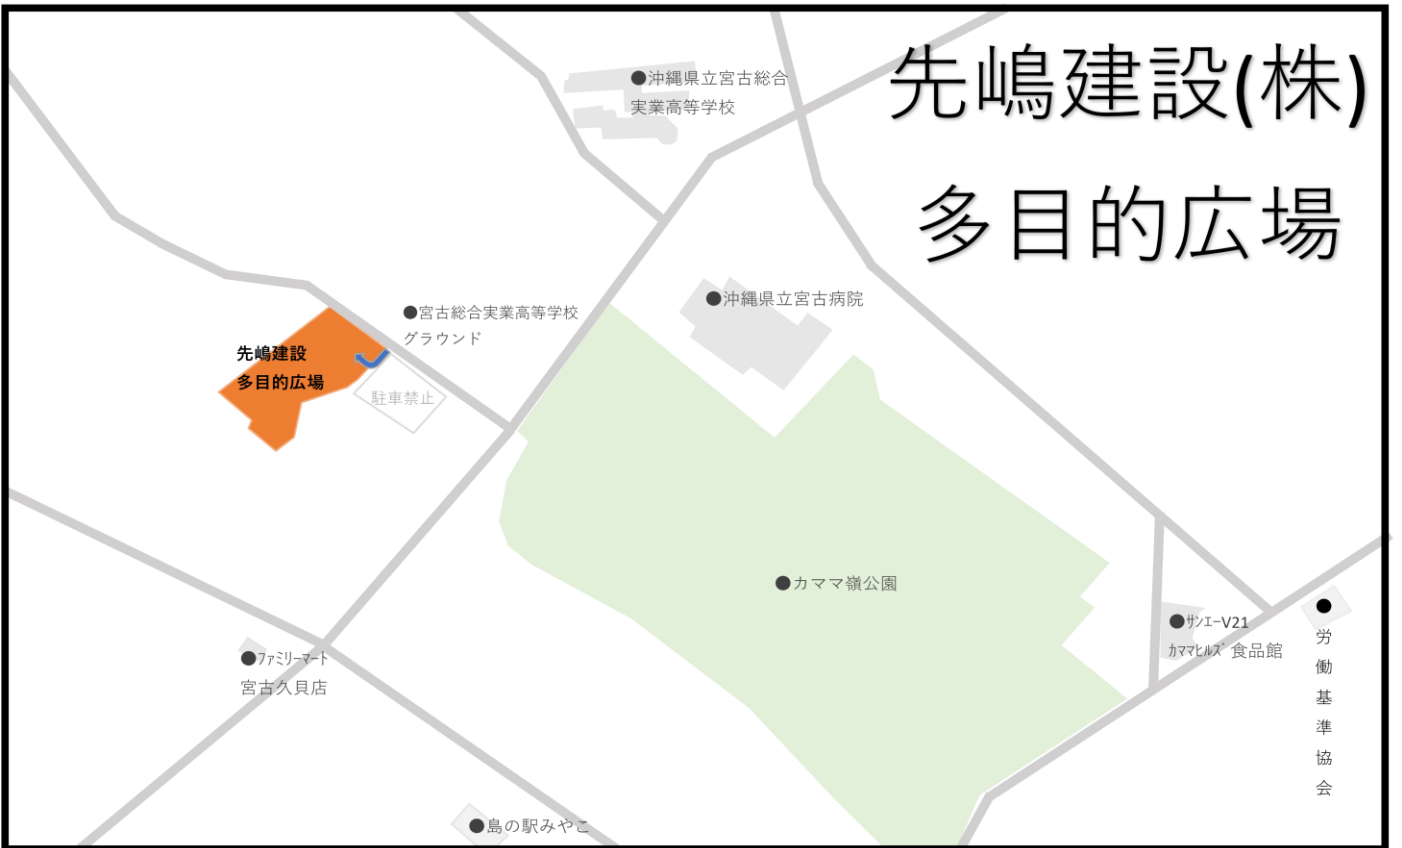 先嶋建設(株)
多目的広場
●沖縄県立宮古総合
実業高等学校
●沖縄県立宮古病院
●宮古総合実業高等学校
グラウンド
先嶋建設
多目的広場
駐車禁止
●カママ嶺公園
●サンエーV21
カママヒルズ 食品館
●
労
働
基
準
協
会
●ファミリーマート
宮古久貝店
●島の駅みやこ